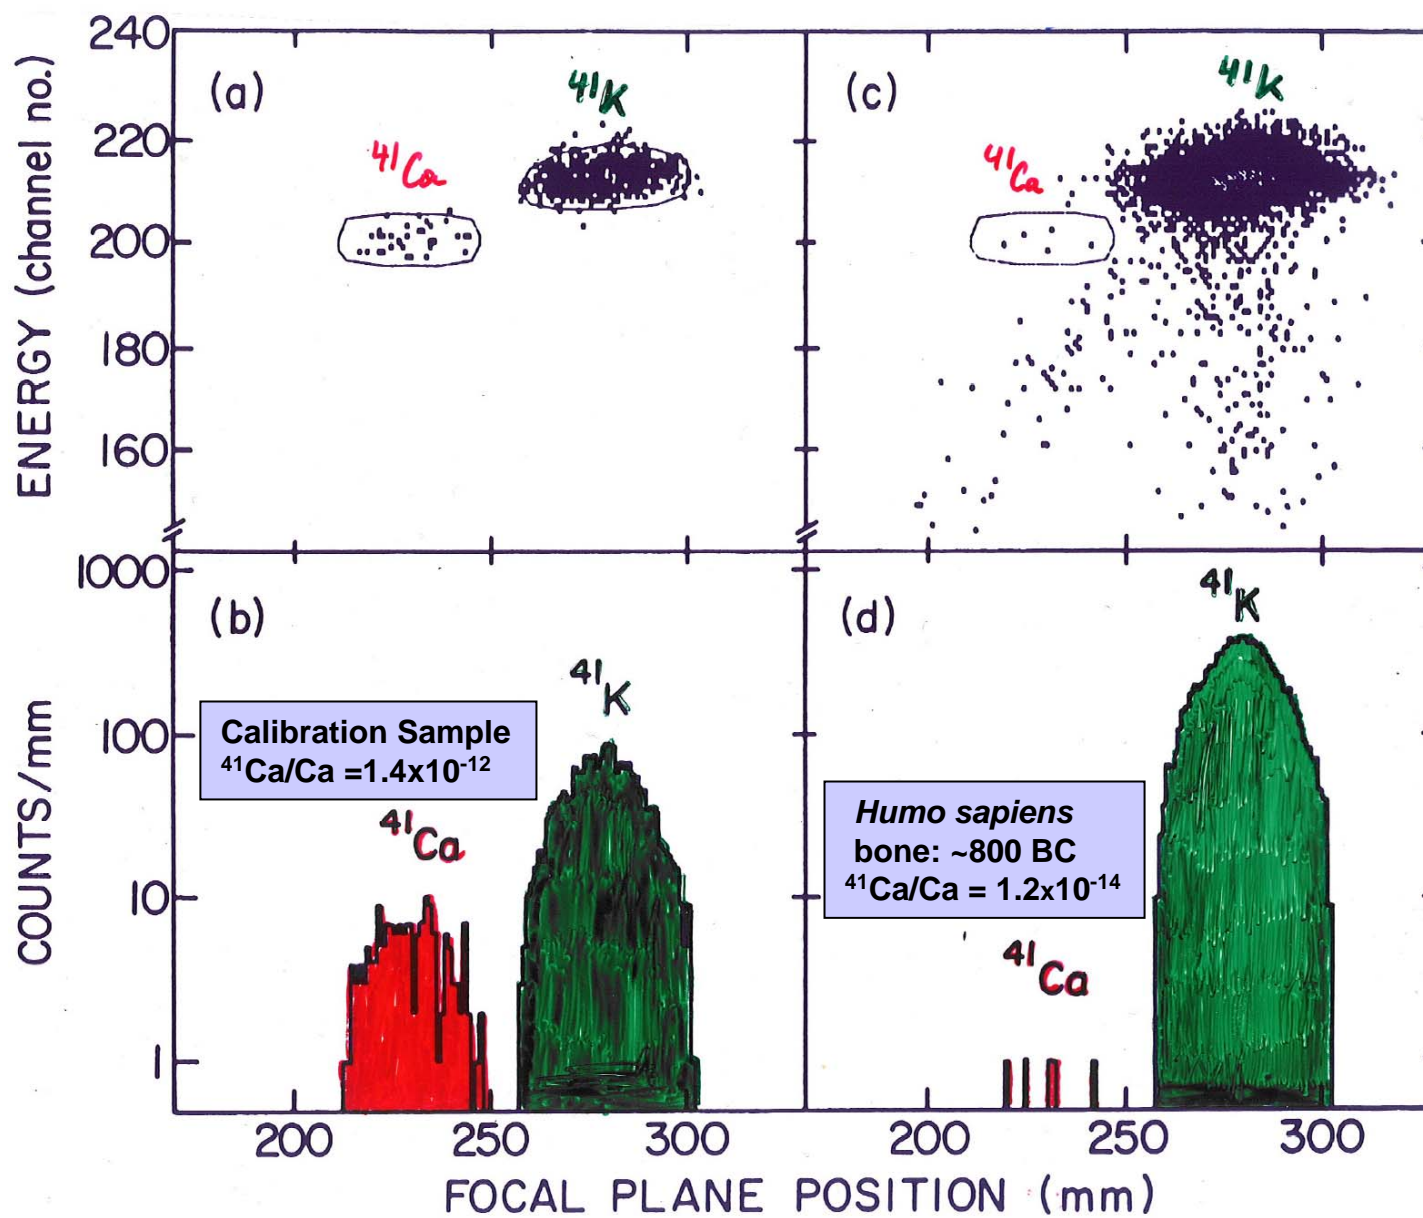 ENERGY (channel no.)
240
220
200
180
160
(a)
⁴¹Ca
⁴¹K
(c)
⁴¹Ca
⁴¹K
COUNTS/mm
1000
100
10
1
(b)
Calibration Sample
⁴¹Ca/Ca =1.4x10⁻¹²
⁴¹Ca
⁴¹K
(d)
⁴¹K
Humo sapiens
bone: ~800 BC
⁴¹Ca/Ca = 1.2x10⁻¹⁴
⁴¹Ca
200 250 300 200 250 300
FOCAL PLANE POSITION (mm)